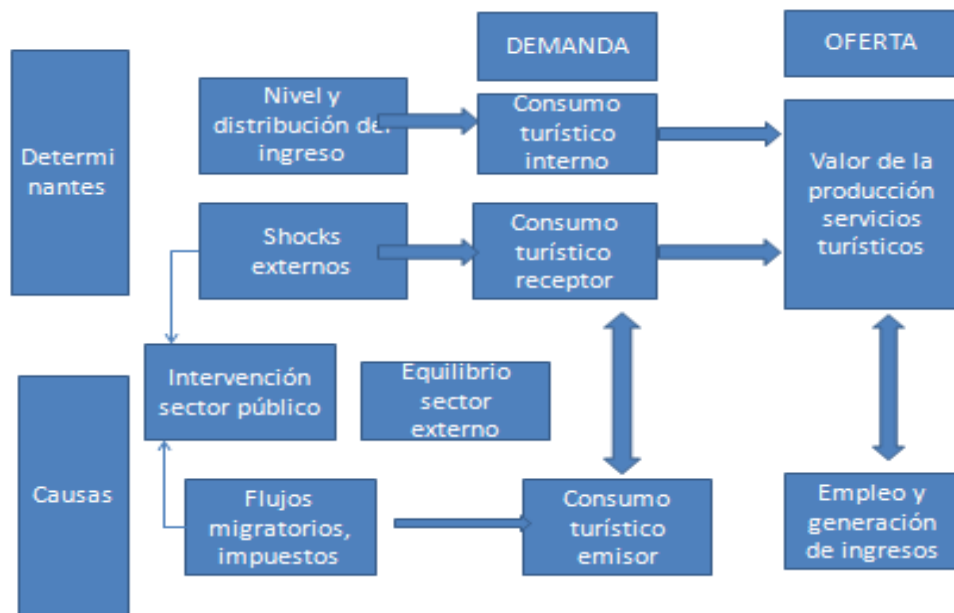 DEMANDA
OFERTA
Determi
nantes
Nivel y
distribución del
ingreso
Consumo
turístico
interno
Valor de la
producción
servicios
turísticos
Shocks
externos
Consumo
turístico
receptor
Causas
Intervención
sector público
Equilibrio
sector
externo
Flujos
migratorios,
impuestos
Consumo
turístico
emisor
Empleo y
generación
de ingresos